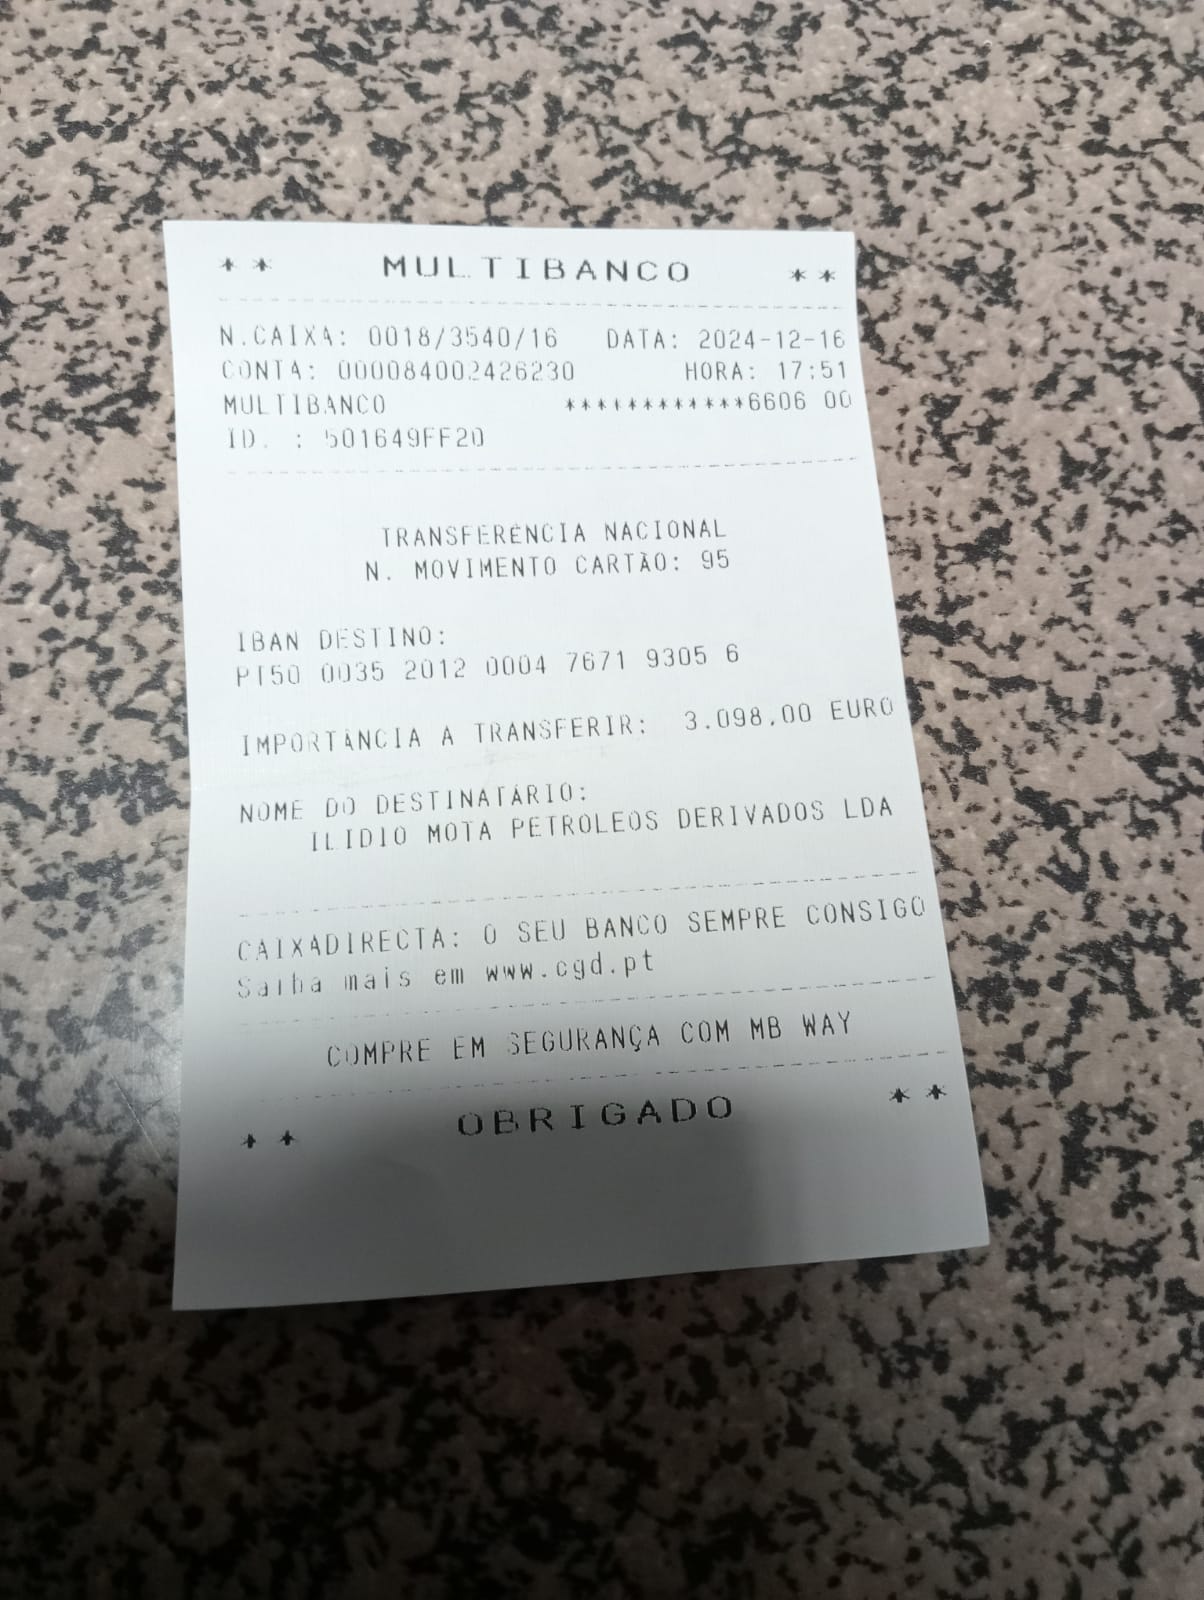 ** MULTIBANCO **
N.CAIXA: 0018/3540/16 DATA: 2024-12-16
CONTA: 000084002426230 HORA: 17:51
MULTIBANCO ************6606 00
ID. : 501649FF20
TRANSFERÊNCIA NACIONAL
N. MOVIMENTO CARTÃO: 95
IBAN DESTINO:
PT50 0035 2012 0004 7671 9305 6
IMPORTÂNCIA A TRANSFERIR: 3.098,00 EURO
NOME DO DESTINATÁRIO:
ILIDIO MOTA PETROLEOS DERIVADOS LDA
CAIXADIRECTA: O SEU BANCO SEMPRE CONSIGO
Saiba mais em www.cgd.pt
COMPRE EM SEGURANÇA COM MB WAY
** OBRIGADO **